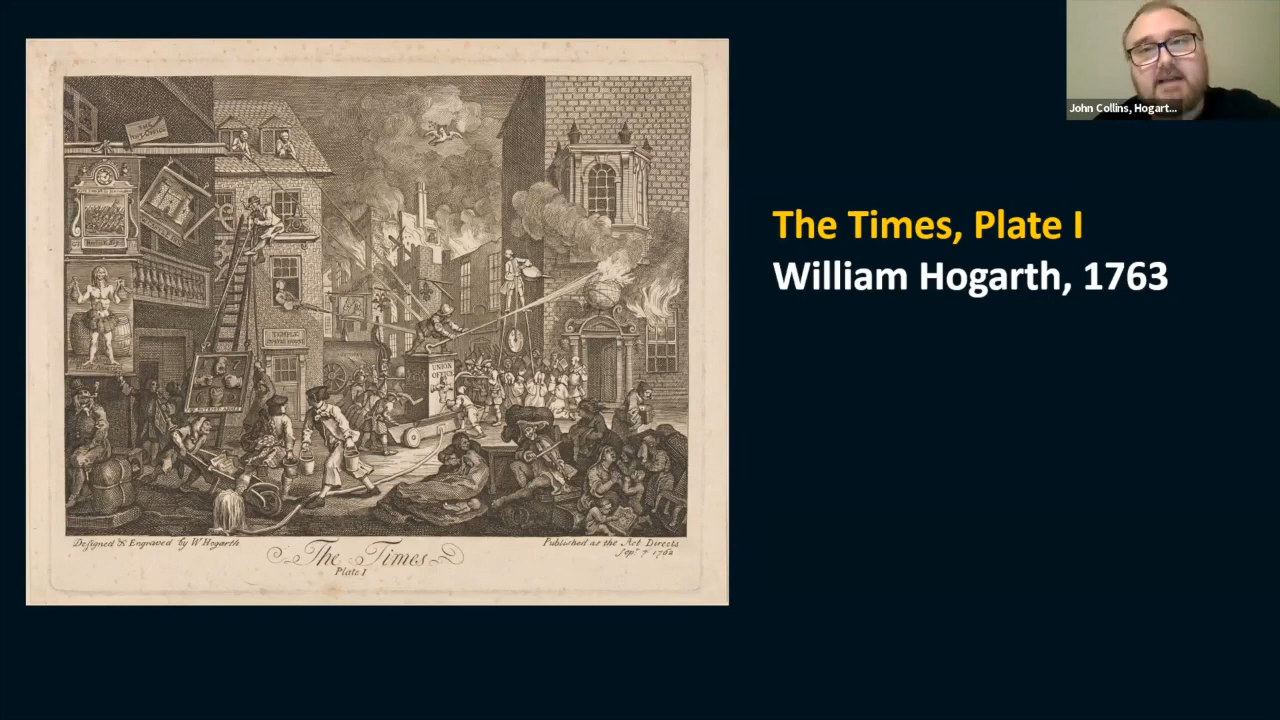 John Collins, Hogart...
The Times, Plate I
William Hogarth, 1763
UNION
OFFICE
TEMPLE
Designed & Engraved by W Hogarth
Published as the Act Directs
Sepr 7 1762
The Times
Plate I